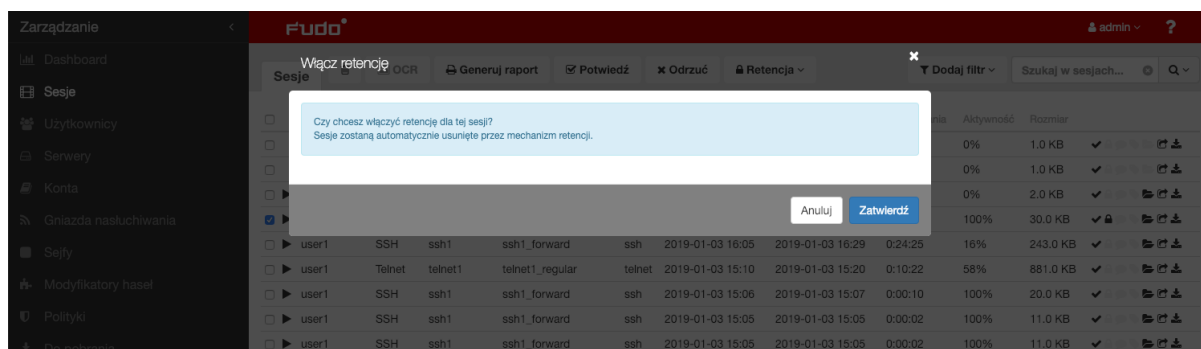 Zarządzanie
Fudo
admin
?
Dashboard
Sesje
Użytkownicy
Serwery
Konta
Gniazda nasłuchiwania
Sejfy
Modyfikatory haseł
Polityki
Do pobrania
Włącz retencję
Sesje
OCR
Generuj raport
Potwiedź
Odrzuć
Retencja
Dodaj filtr
Szukaj w sesjach...
Czy chcesz włączyć retencję dla tej sesji?
Sesje zostaną automatycznie usunięte przez mechanizm retencji.
Anuluj
Zatwierdź
Aktywność Rozmiar
0% 1.0 KB
0% 1.0 KB
0% 2.0 KB
100% 30.0 KB
user1 SSH ssh1 ssh1_forward ssh 2019-01-03 16:05 2019-01-03 16:29 0:24:25 16% 243.0 KB
user1 Telnet telnet1 telnet1_regular telnet 2019-01-03 15:10 2019-01-03 15:20 0:10:22 58% 881.0 KB
user1 SSH ssh1 ssh1_forward ssh 2019-01-03 15:06 2019-01-03 15:07 0:00:10 100% 20.0 KB
user1 SSH ssh1 ssh1_forward ssh 2019-01-03 15:05 2019-01-03 15:05 0:00:02 100% 11.0 KB
user1 SSH ssh1 ssh1_forward ssh 2019-01-03 15:05 2019-01-03 15:05 0:00:02 100% 11.0 KB